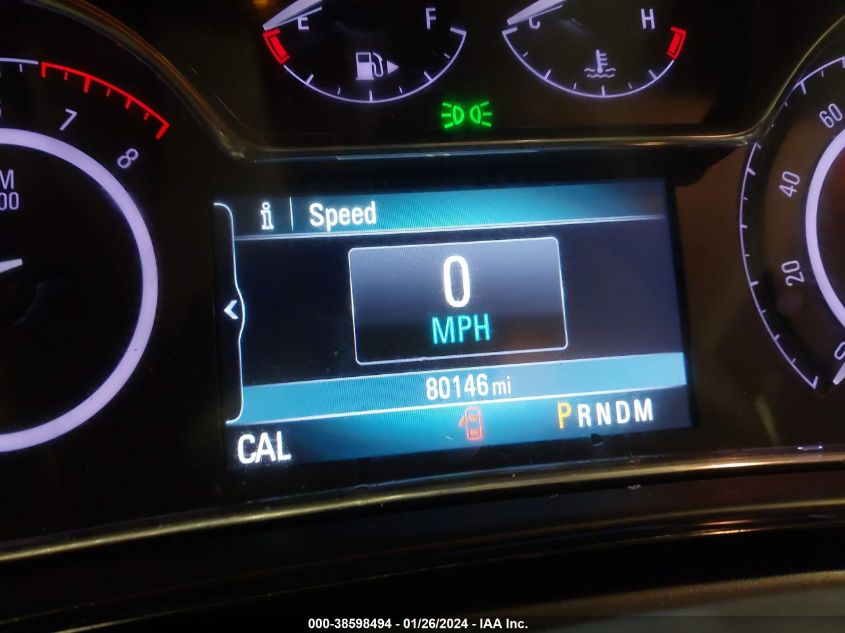 E F C H
7
8
60
40
20
0
i Speed
0
MPH
80146 mi
PRNDM
CAL
000-38598494 - 01/26/2024 - IAA Inc.